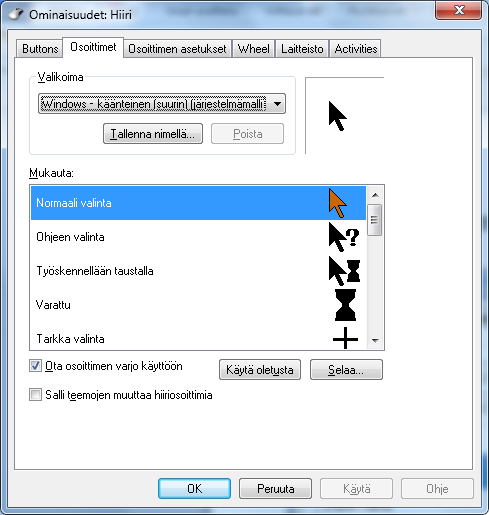 Ominaisuudet: Hiiri
Buttons Osoittimet Osoittimen asetukset Wheel Laitteisto Activities
Valikoima
Windows - käänteinen (suurin) (järjestelmämalli
Tallenna nimellä... Poista
Mukauta:
Normaali valinta
Ohjeen valinta
Työskennellään taustalla
Varattu
Tarkka valinta
Ota osoittimen varjo käyttöön
Käytä oletusta Selaa...
Salli teemojen muuttaa hiiriosoittimia
OK Peruuta Käytä Ohje